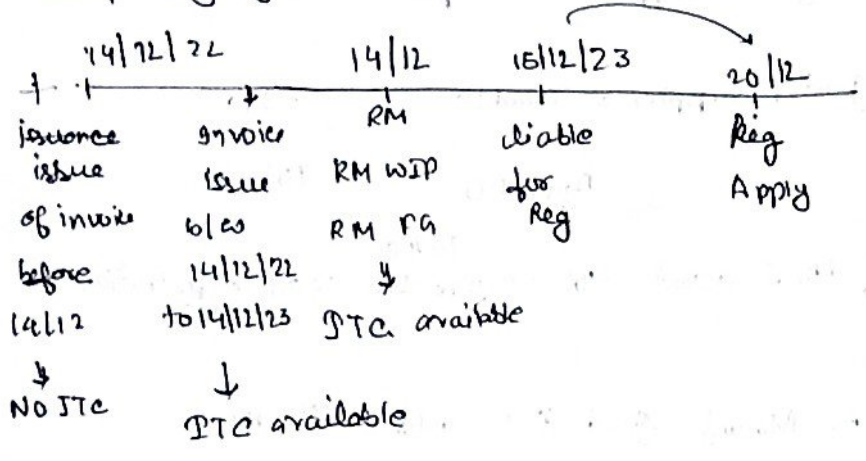 14/12/22
14/12
15/12/23
20/12
issuance
issue
of invoice
before
14/12
NO ITC
Invoice
issue
b/w
14/12/22
to 14/12/23
ITC available
RM
RM WIP
RM FG
ITC available
liable
for
Reg
Reg
Apply